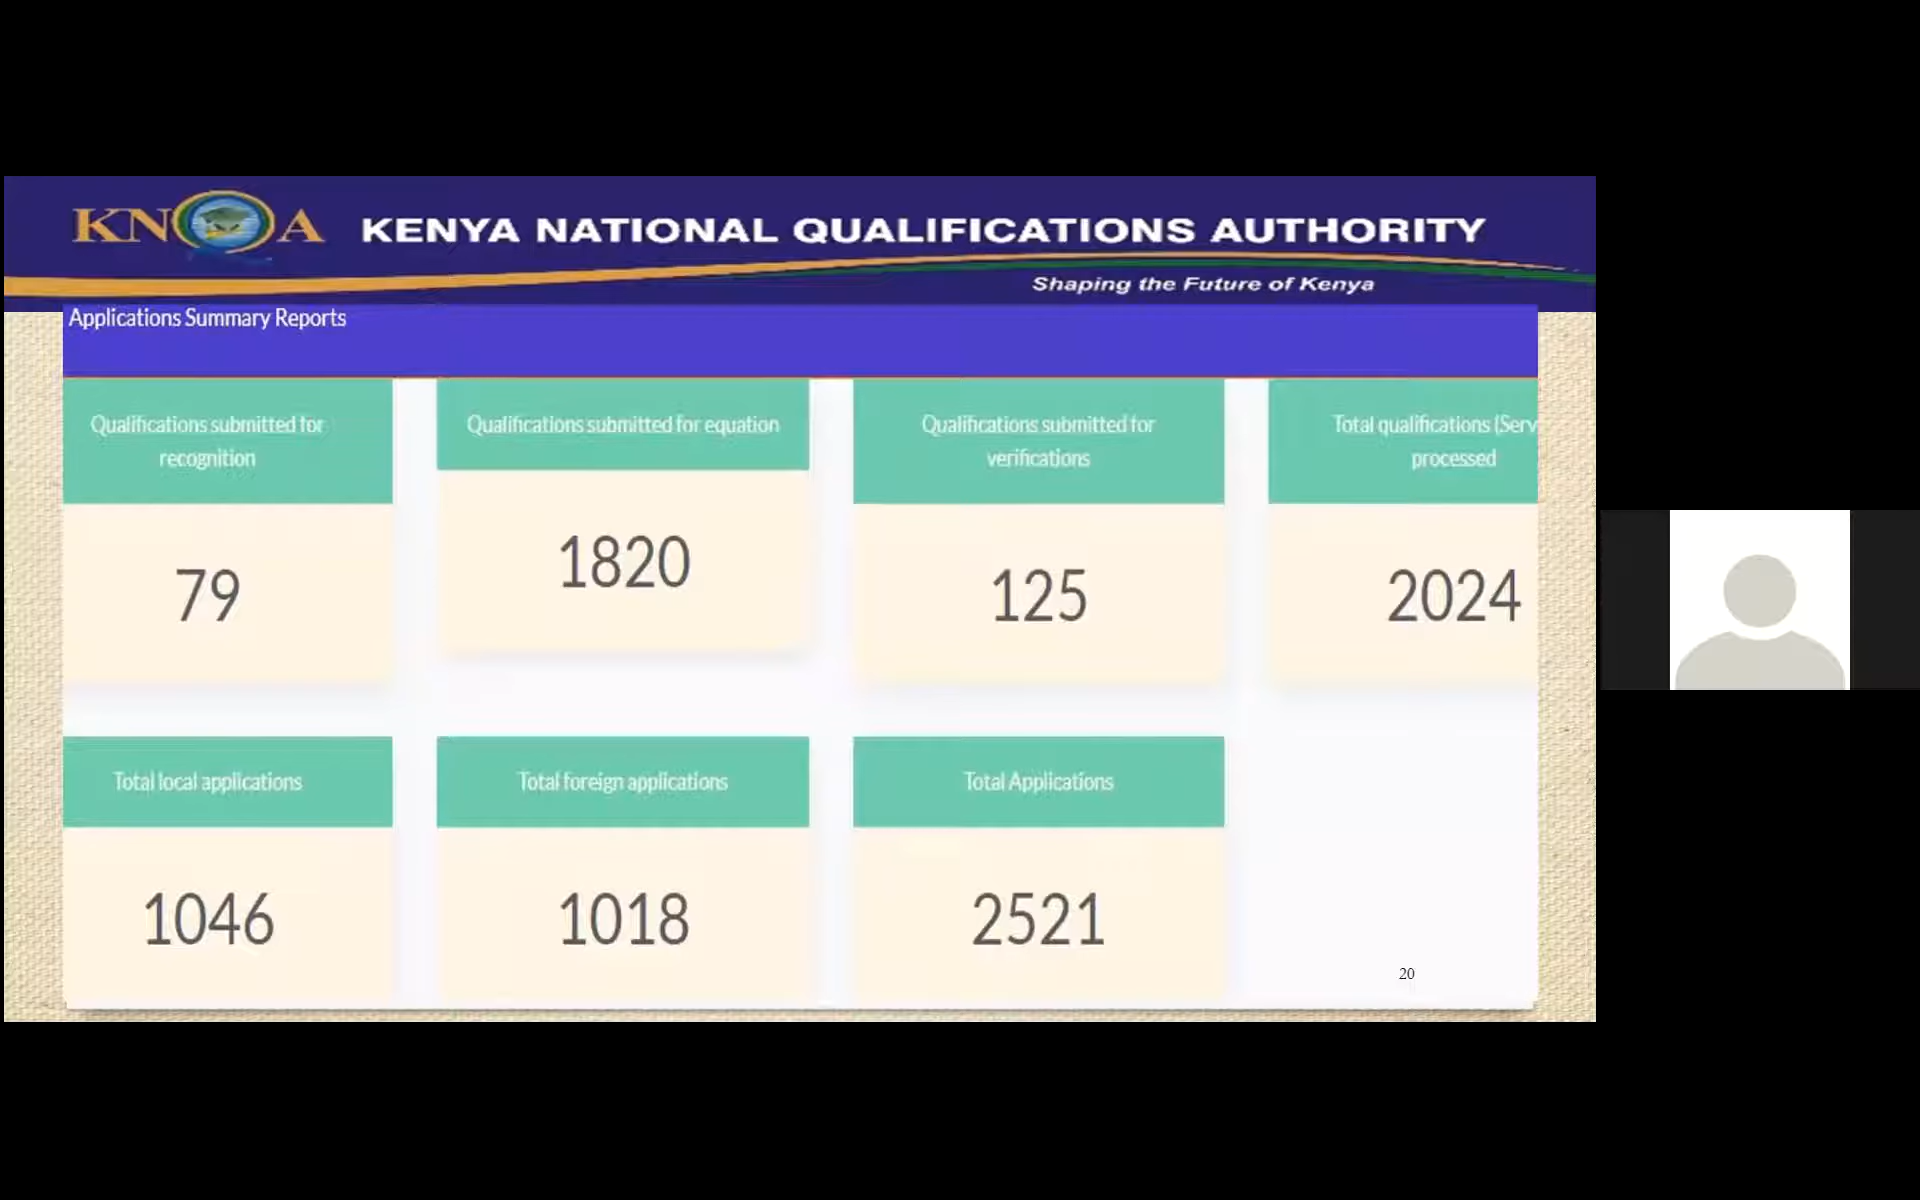 KNQA
KENYA NATIONAL QUALIFICATIONS AUTHORITY
Shaping the Future of Kenya
Applications Summary Reports
Qualifications submitted for
recognition
79
Qualifications submitted for equation
1820
Qualifications submitted for
verifications
125
Total qualifications (Serv
processed
2024
Total local applications
1046
Total foreign applications
1018
Total Applications
2521
20